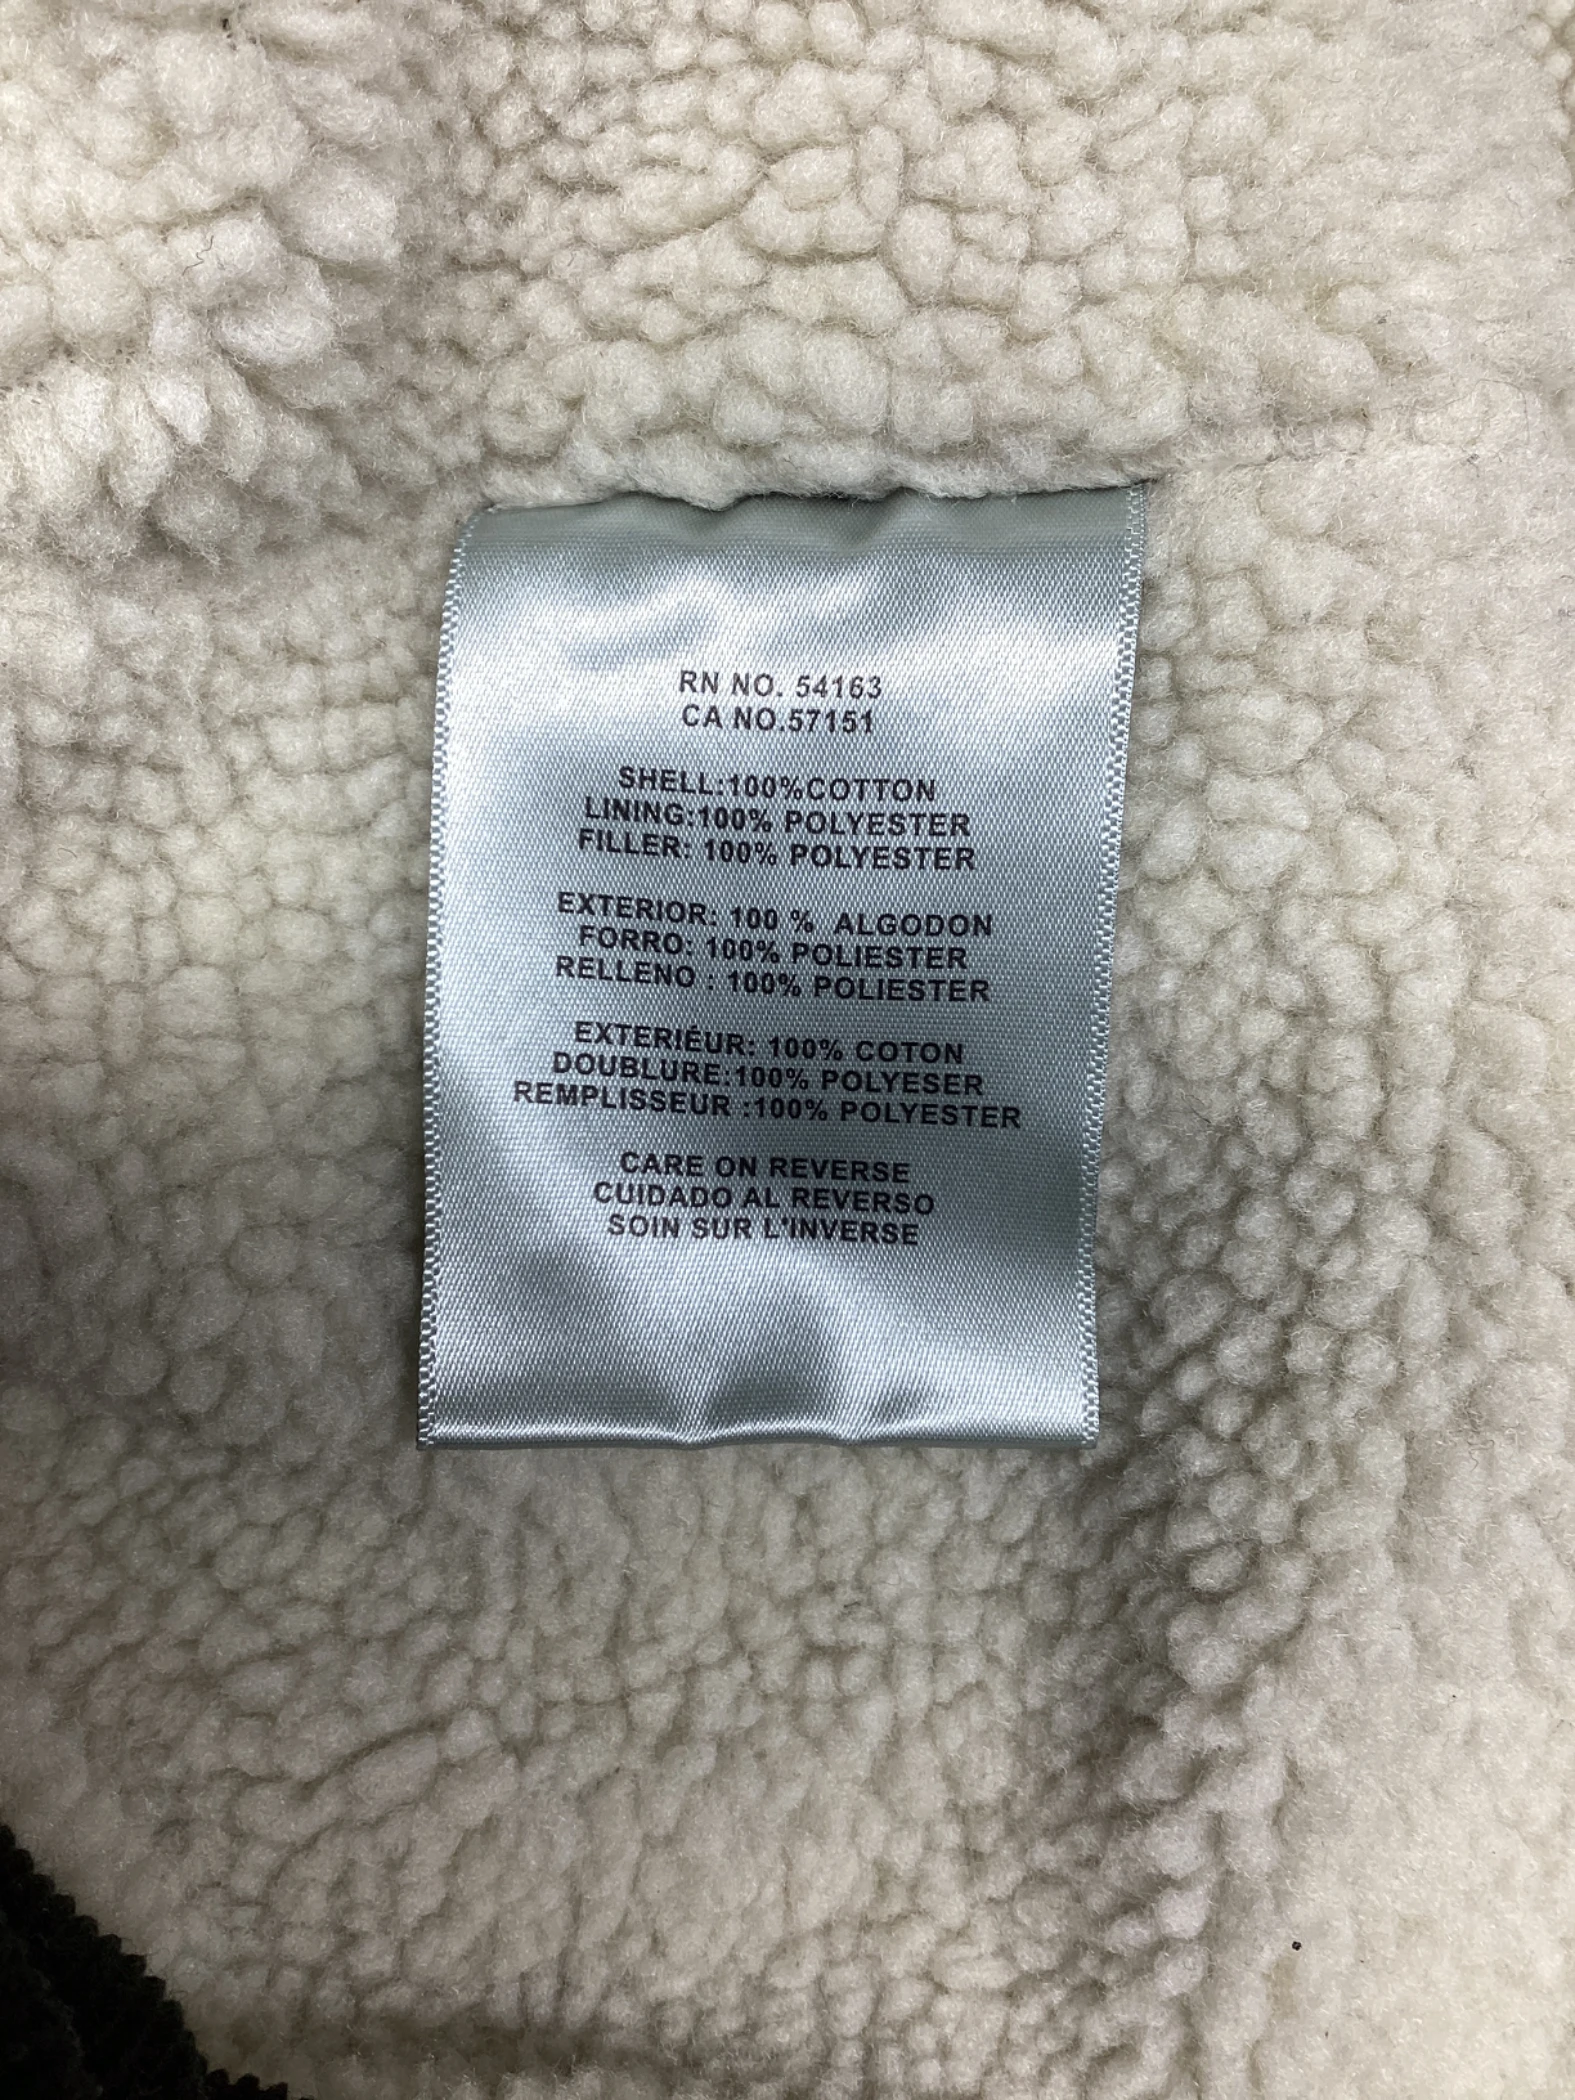 RN NO. 54163
CA NO.57151
SHELL:100%COTTON
LINING:100% POLYESTER
FILLER: 100% POLYESTER
EXTERIOR: 100 % ALGODON
FORRO: 100% POLIESTER
RELLENO : 100% POLIESTER
EXTERIÉUR: 100% COTON
DOUBLURE:100% POLYESER
REMPLISSEUR :100% POLYESTER
CARE ON REVERSE
CUIDADO AL REVERSO
SOIN SUR L'INVERSE